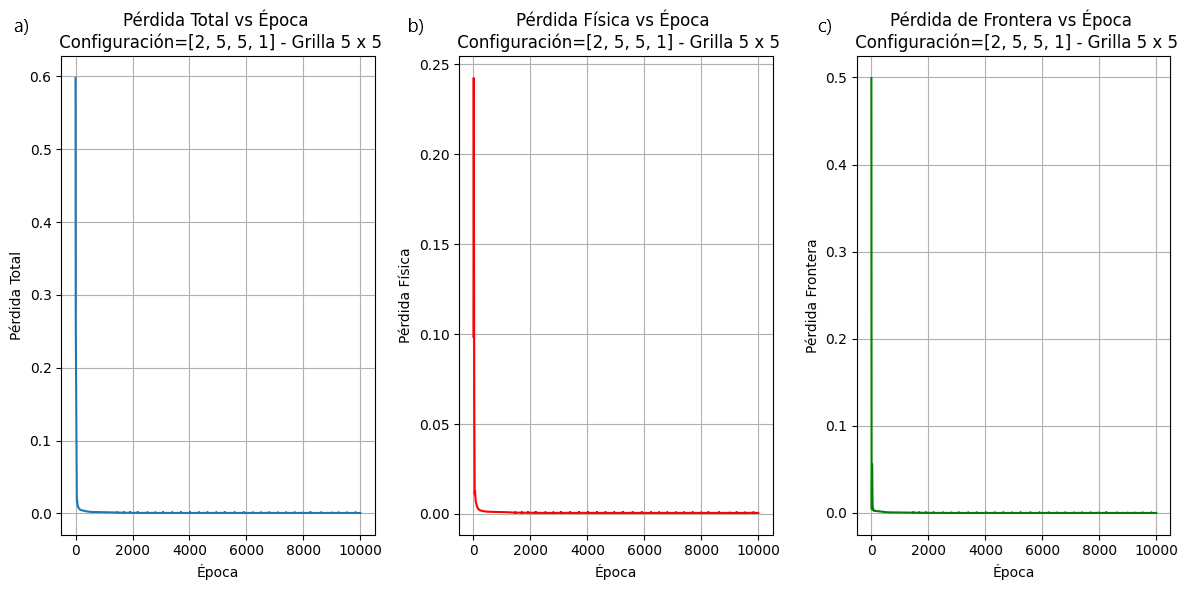 a)
Pérdida Total vs Época
Configuración=[2, 5, 5, 1] - Grilla 5 x 5
0.6
0.5
0.4
0.3
0.2
0.1
0.0
Pérdida Total
0 2000 4000 6000 8000 10000
Época
b)
Pérdida Física vs Época
Configuración=[2, 5, 5, 1] - Grilla 5 x 5
0.25
0.20
0.15
0.10
0.05
0.00
Pérdida Física
0 2000 4000 6000 8000 10000
Época
c)
Pérdida de Frontera vs Época
Configuración=[2, 5, 5, 1] - Grilla 5 x 5
0.5
0.4
0.3
0.2
0.1
0.0
Pérdida Frontera
0 2000 4000 6000 8000 10000
Época